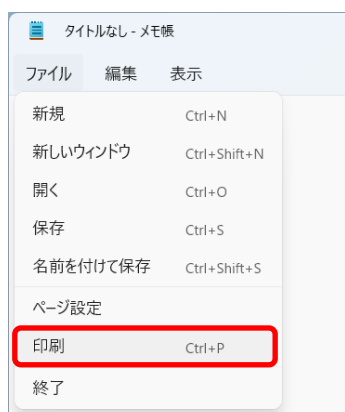 タイトルなし - メモ帳
ファイル 編集 表示
新規 Ctrl+N
新しいウィンドウ Ctrl+Shift+N
開く Ctrl+O
保存 Ctrl+S
名前を付けて保存 Ctrl+Shift+S
ページ設定
印刷 Ctrl+P
終了